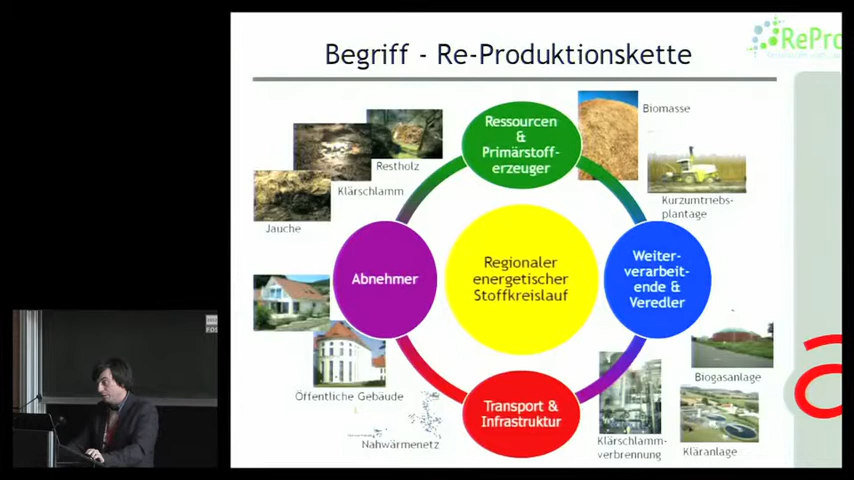 Begriff - Re-Produktionskette
RePro
Ressourcen
&
Primärstoff-
erzeuger
Biomasse
Restholz
Klärschlamm
Jauche
Kurzumtriebs-
plantage
Abnehmer
Regionaler
energetischer
Stoffkreislauf
Weiter-
verarbeit-
ende &
Veredler
Öffentliche Gebäude
Nahwärmenetz
Transport &
Infrastruktur
Biogasanlage
Klärschlamm-
verbrennung
Kläranlage